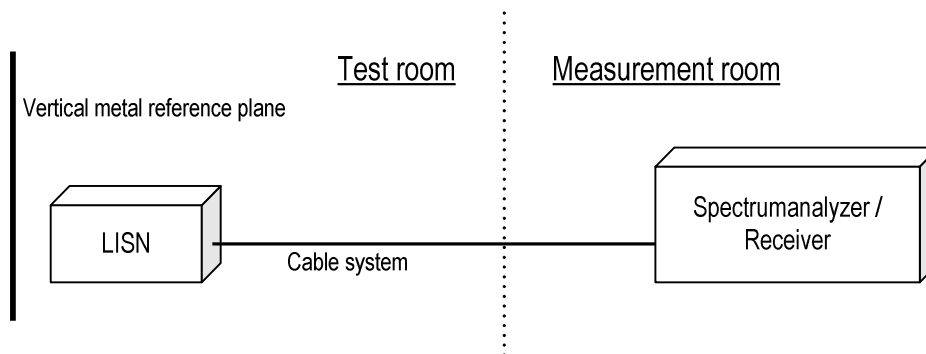 Test room
Measurement room
Vertical metal reference plane
LISN
Spectrumanalyzer /
Receiver
Cable system